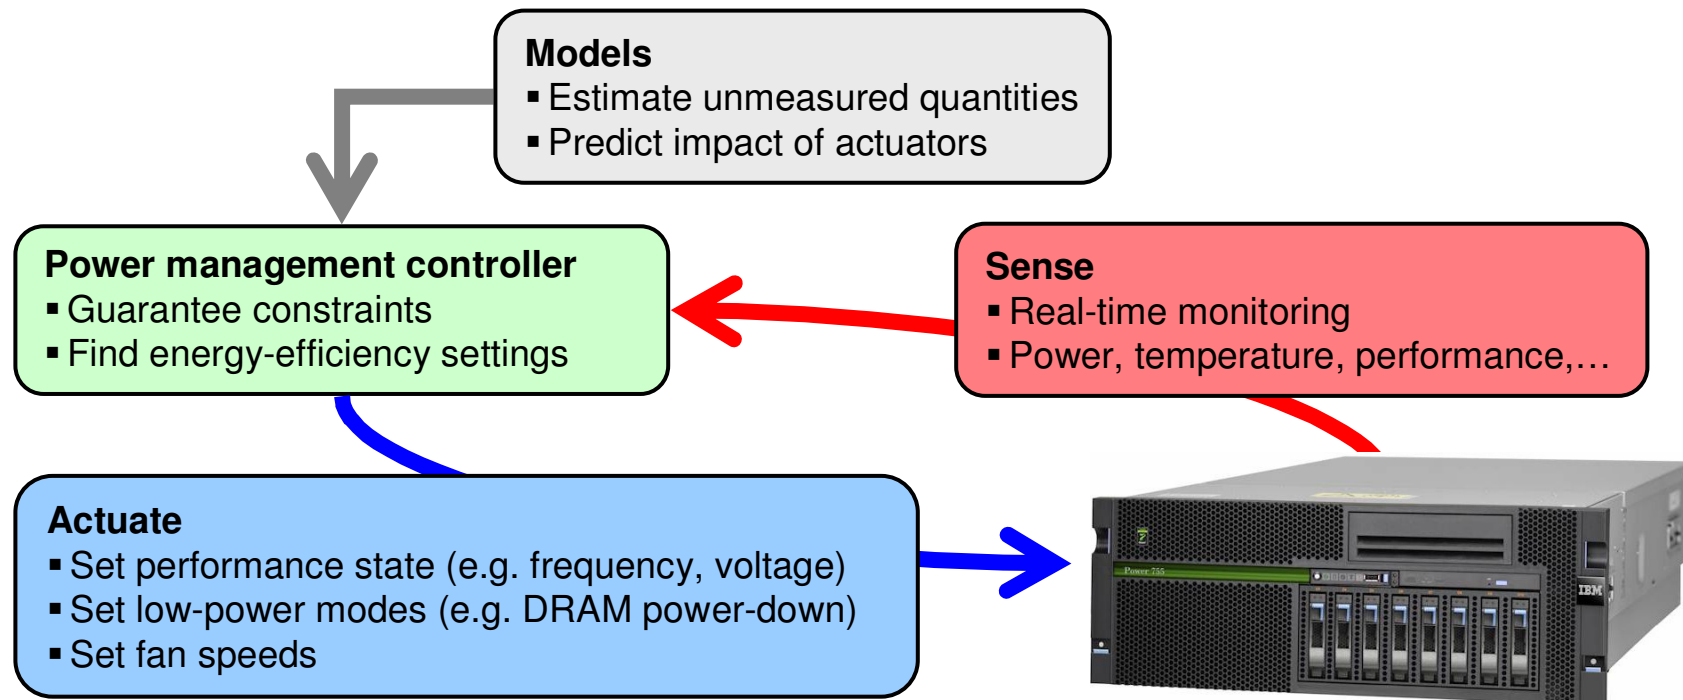 Models
▪ Estimate unmeasured quantities
▪ Predict impact of actuators
Power management controller
▪ Guarantee constraints
▪ Find energy-efficiency settings
Sense
▪ Real-time monitoring
▪ Power, temperature, performance,…
Actuate
▪ Set performance state (e.g. frequency, voltage)
▪ Set low-power modes (e.g. DRAM power-down)
▪ Set fan speeds
Power 755
IBM